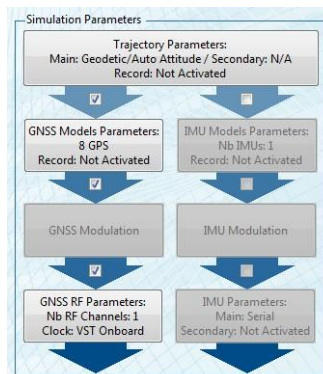 Simulation Parameters
Trajectory Parameters:
Main: Geodetic/Auto Attitude / Secondary: N/A
Record: Not Activated
GNSS Models Parameters:
8 GPS
Record: Not Activated
IMU Models Parameters:
Nb IMUs: 1
Record: Not Activated
GNSS Modulation
IMU Modulation
GNSS RF Parameters:
Nb RF Channels: 1
Clock: VST Onboard
IMU Parameters:
Main: Serial
Secondary: Not Activated